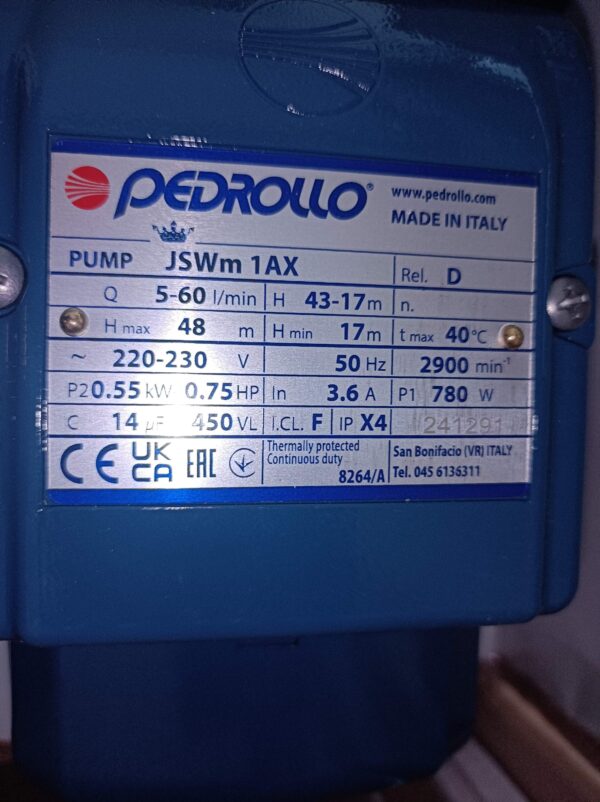 PEDROLLO® www.pedrollo.com
MADE IN ITALY
PUMP JSWm 1AX Rel. D
Q 5-60 l/min H 43-17 m n.
H max 48 m H min 17 m t max 40 °C
~ 220-230 V 50 Hz 2900 min⁻¹
P2 0.55 kW 0.75 HP In 3.6 A P1 780 W
C 14 µF 450 VL I.CL. F IP X4 241291
CE UK CA EAC Thermally protected
Continuous duty
8264/A
San Bonifacio (VR) ITALY
Tel. 045 6136311